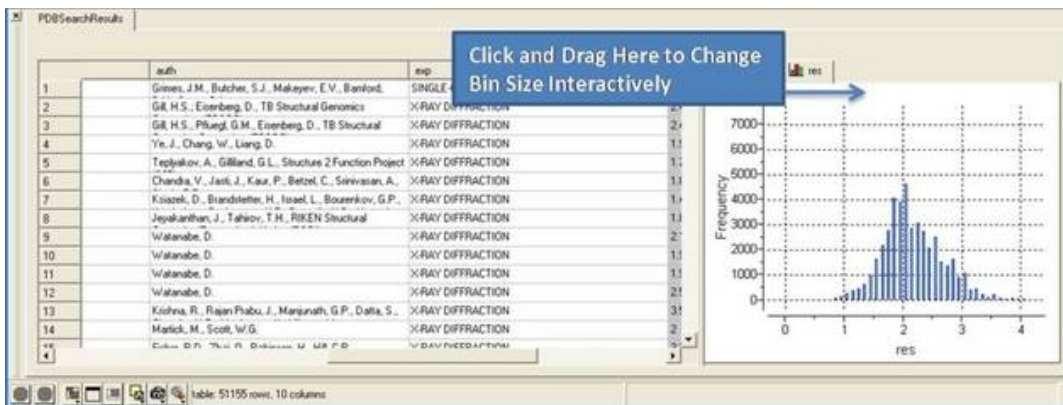 PDBSearchResults
Click and Drag Here to Change
Bin Size Interactively
res
auth exp
1 Grimes, J.M., Butcher, S.J., Makeyev, E.V., Bamford, SINGLE
2 Gill, H.S., Eisenberg, D., TB Structural Genomics X-RAY DIFFRACTION
3 Gill, H.S., Pfluegl, G.M., Eisenberg, D., TB Structural X-RAY DIFFRACTION
4 Ye, J., Chang, W., Liang, D. X-RAY DIFFRACTION
5 Teplyakov, A., Gilliland, G.L., Structure 2 Function Project X-RAY DIFFRACTION
6 Chandra, V., Jasti, J., Kaur, P., Betzel, C., Srinivasan, A., X-RAY DIFFRACTION
7 Ksiazek, D., Brandstetter, H., Israel, L., Bourenkov, G.P., X-RAY DIFFRACTION
8 Jeyakanthan, J., Tahirov, T.H., RIKEN Structural X-RAY DIFFRACTION
9 Watanabe, D. X-RAY DIFFRACTION
10 Watanabe, D. X-RAY DIFFRACTION
11 Watanabe, D. X-RAY DIFFRACTION
12 Watanabe, D. X-RAY DIFFRACTION
13 Krishna, R., Rajan Prabu, J., Manjunath, G.P., Datta, S., X-RAY DIFFRACTION
14 Martick, M., Scott, W.G. X-RAY DIFFRACTION
7000
6000
5000
4000
3000
2000
1000
0
Frequency
0 1 2 3 4
res
table: 51155 rows, 10 columns